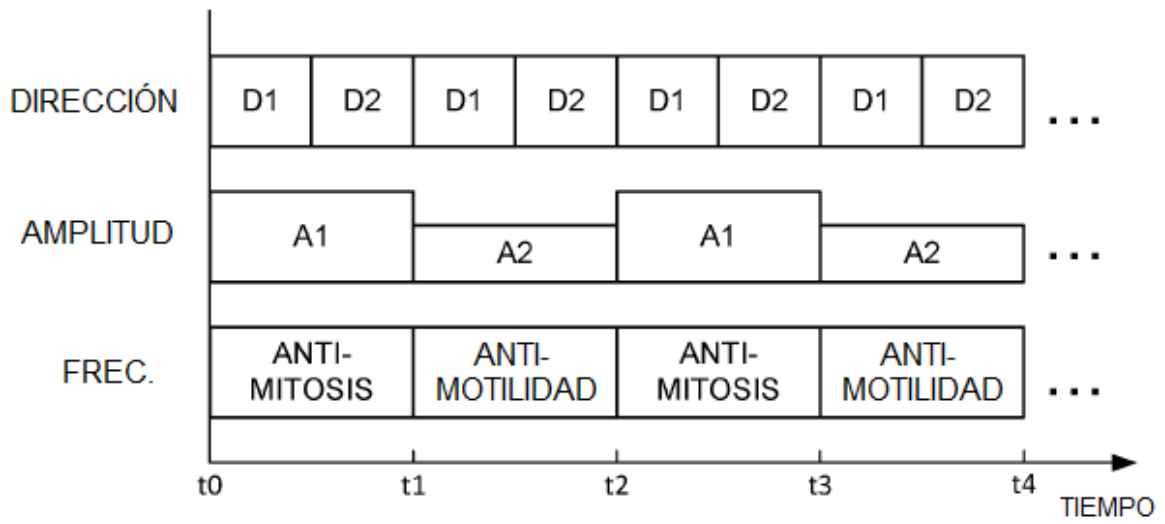 DIRECCIÓN D1 D2 D1 D2 D1 D2 D1 D2 ...
AMPLITUD A1 A2 A1 A2 ...
FREC. ANTI-MITOSIS ANTI-MOTILIDAD ANTI-MITOSIS ANTI-MOTILIDAD ...
t0 t1 t2 t3 t4
TIEMPO